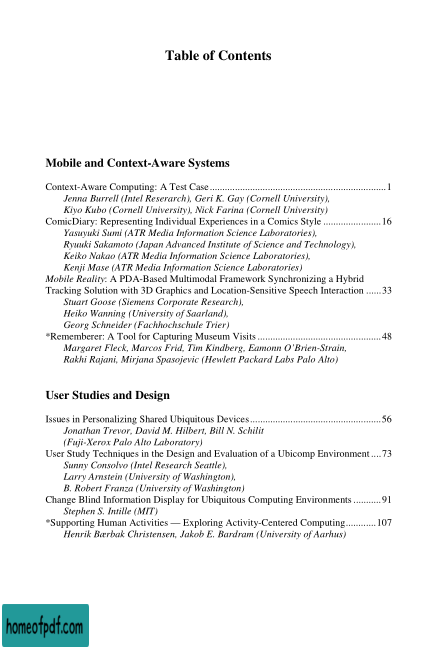 Table of Contents
Mobile and Context-Aware Systems
Context-Aware Computing: A Test Case......................................................................1
Jenna Burrell (Intel Reserarch), Geri K. Gay (Cornell University),
Kiyo Kubo (Cornell University), Nick Farina (Cornell University)
ComicDiary: Representing Individual Experiences in a Comics Style .......................16
Yasuyuki Sumi (ATR Media Information Science Laboratories),
Ryuuki Sakamoto (Japan Advanced Institute of Science and Technology),
Keiko Nakao (ATR Media Information Science Laboratories),
Kenji Mase (ATR Media Information Science Laboratories)
Mobile Reality: A PDA-Based Multimodal Framework Synchronizing a Hybrid
Tracking Solution with 3D Graphics and Location-Sensitive Speech Interaction ......33
Stuart Goose (Siemens Corporate Research),
Heiko Wanning (University of Saarland),
Georg Schneider (Fachhochschule Trier)
*Rememberer: A Tool for Capturing Museum Visits .................................................48
Margaret Fleck, Marcos Frid, Tim Kindberg, Eamonn O’Brien-Strain,
Rakhi Rajani, Mirjana Spasojevic (Hewlett Packard Labs Palo Alto)
User Studies and Design
Issues in Personalizing Shared Ubiquitous Devices....................................................56
Jonathan Trevor, David M. Hilbert, Bill N. Schilit
(Fuji-Xerox Palo Alto Laboratory)
User Study Techniques in the Design and Evaluation of a Ubicomp Environment....73
Sunny Consolvo (Intel Research Seattle),
Larry Arnstein (University of Washington),
B. Robert Franza (University of Washington)
Change Blind Information Display for Ubiquitous Computing Environments ...........91
Stephen S. Intille (MIT)
*Supporting Human Activities — Exploring Activity-Centered Computing............107
Henrik Bærbak Christensen, Jakob E. Bardram (University of Aarhus)
homeofpdf.com